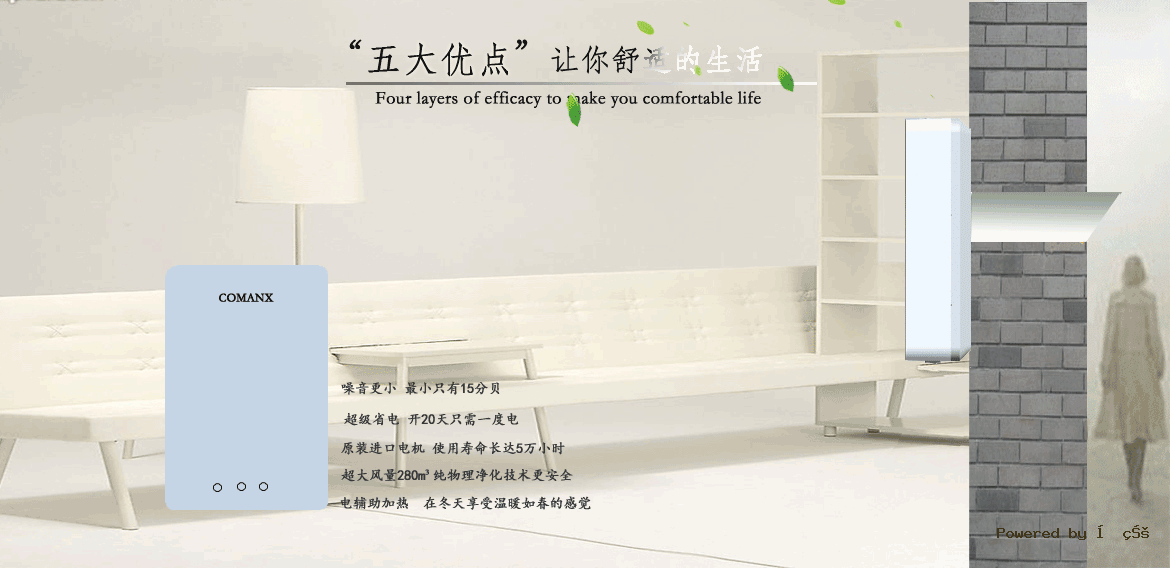 “五大优点” 让你舒适的生活
Four layers of efficacy to make you comfortable life
COMANX
噪音更小 最小只有15分贝
超级省电 开20天只需一度电
原装进口电机 使用寿命长达5万小时
超大风量280m³ 纯物理净化技术更安全
电辅助加热 在冬天享受温暖如春的感觉
Powered by Í çŠš